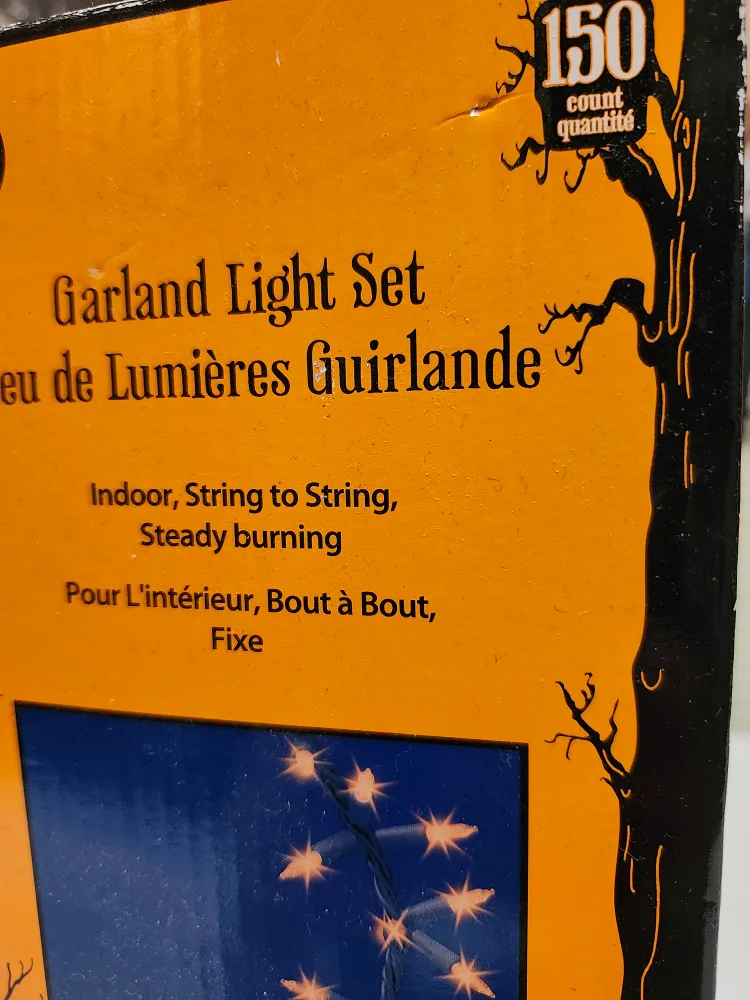 150
count
quantité
Garland Light Set
eu de Lumières Guirlande
Indoor, String to String,
Steady burning
Pour L'intérieur, Bout à Bout,
Fixe